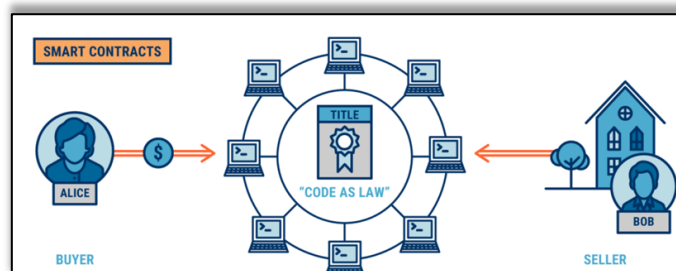 SMART CONTRACTS
>_
>_
>_
TITLE
$
>_
>_
ALICE
"CODE AS LAW"
>_
>_
BOB
>_
BUYER
SELLER